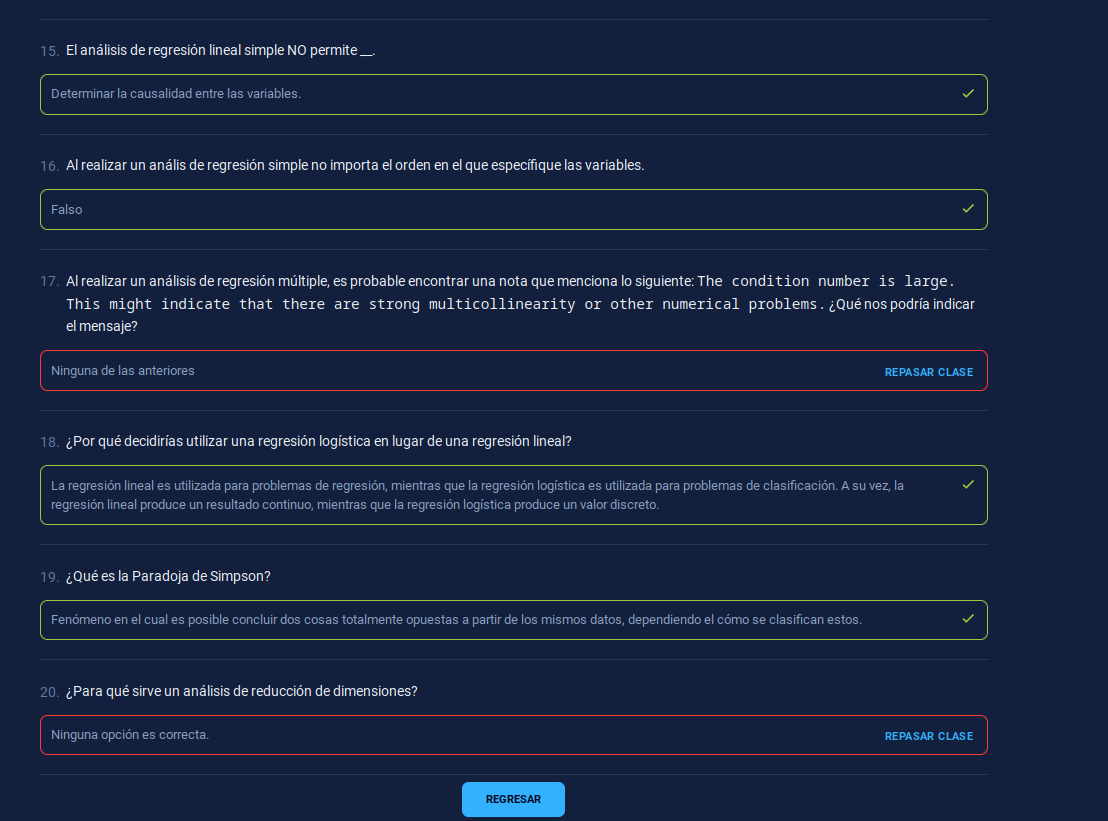 15. El análisis de regresión lineal simple NO permite __.
Determinar la causalidad entre las variables.
16. Al realizar un anális de regresión simple no importa el orden en el que específique las variables.
Falso
17. Al realizar un análisis de regresión múltiple, es probable encontrar una nota que menciona lo siguiente: The condition number is large.
This might indicate that there are strong multicollinearity or other numerical problems. ¿Qué nos podría indicar
el mensaje?
Ninguna de las anteriores
REPASAR CLASE
18. ¿Por qué decidirías utilizar una regresión logística en lugar de una regresión lineal?
La regresión lineal es utilizada para problemas de regresión, mientras que la regresión logística es utilizada para problemas de clasificación. A su vez, la
regresión lineal produce un resultado continuo, mientras que la regresión logística produce un valor discreto.
19. ¿Qué es la Paradoja de Simpson?
Fenómeno en el cual es posible concluir dos cosas totalmente opuestas a partir de los mismos datos, dependiendo el cómo se clasifican estos.
20. ¿Para qué sirve un análisis de reducción de dimensiones?
Ninguna opción es correcta.
REPASAR CLASE
REGRESAR